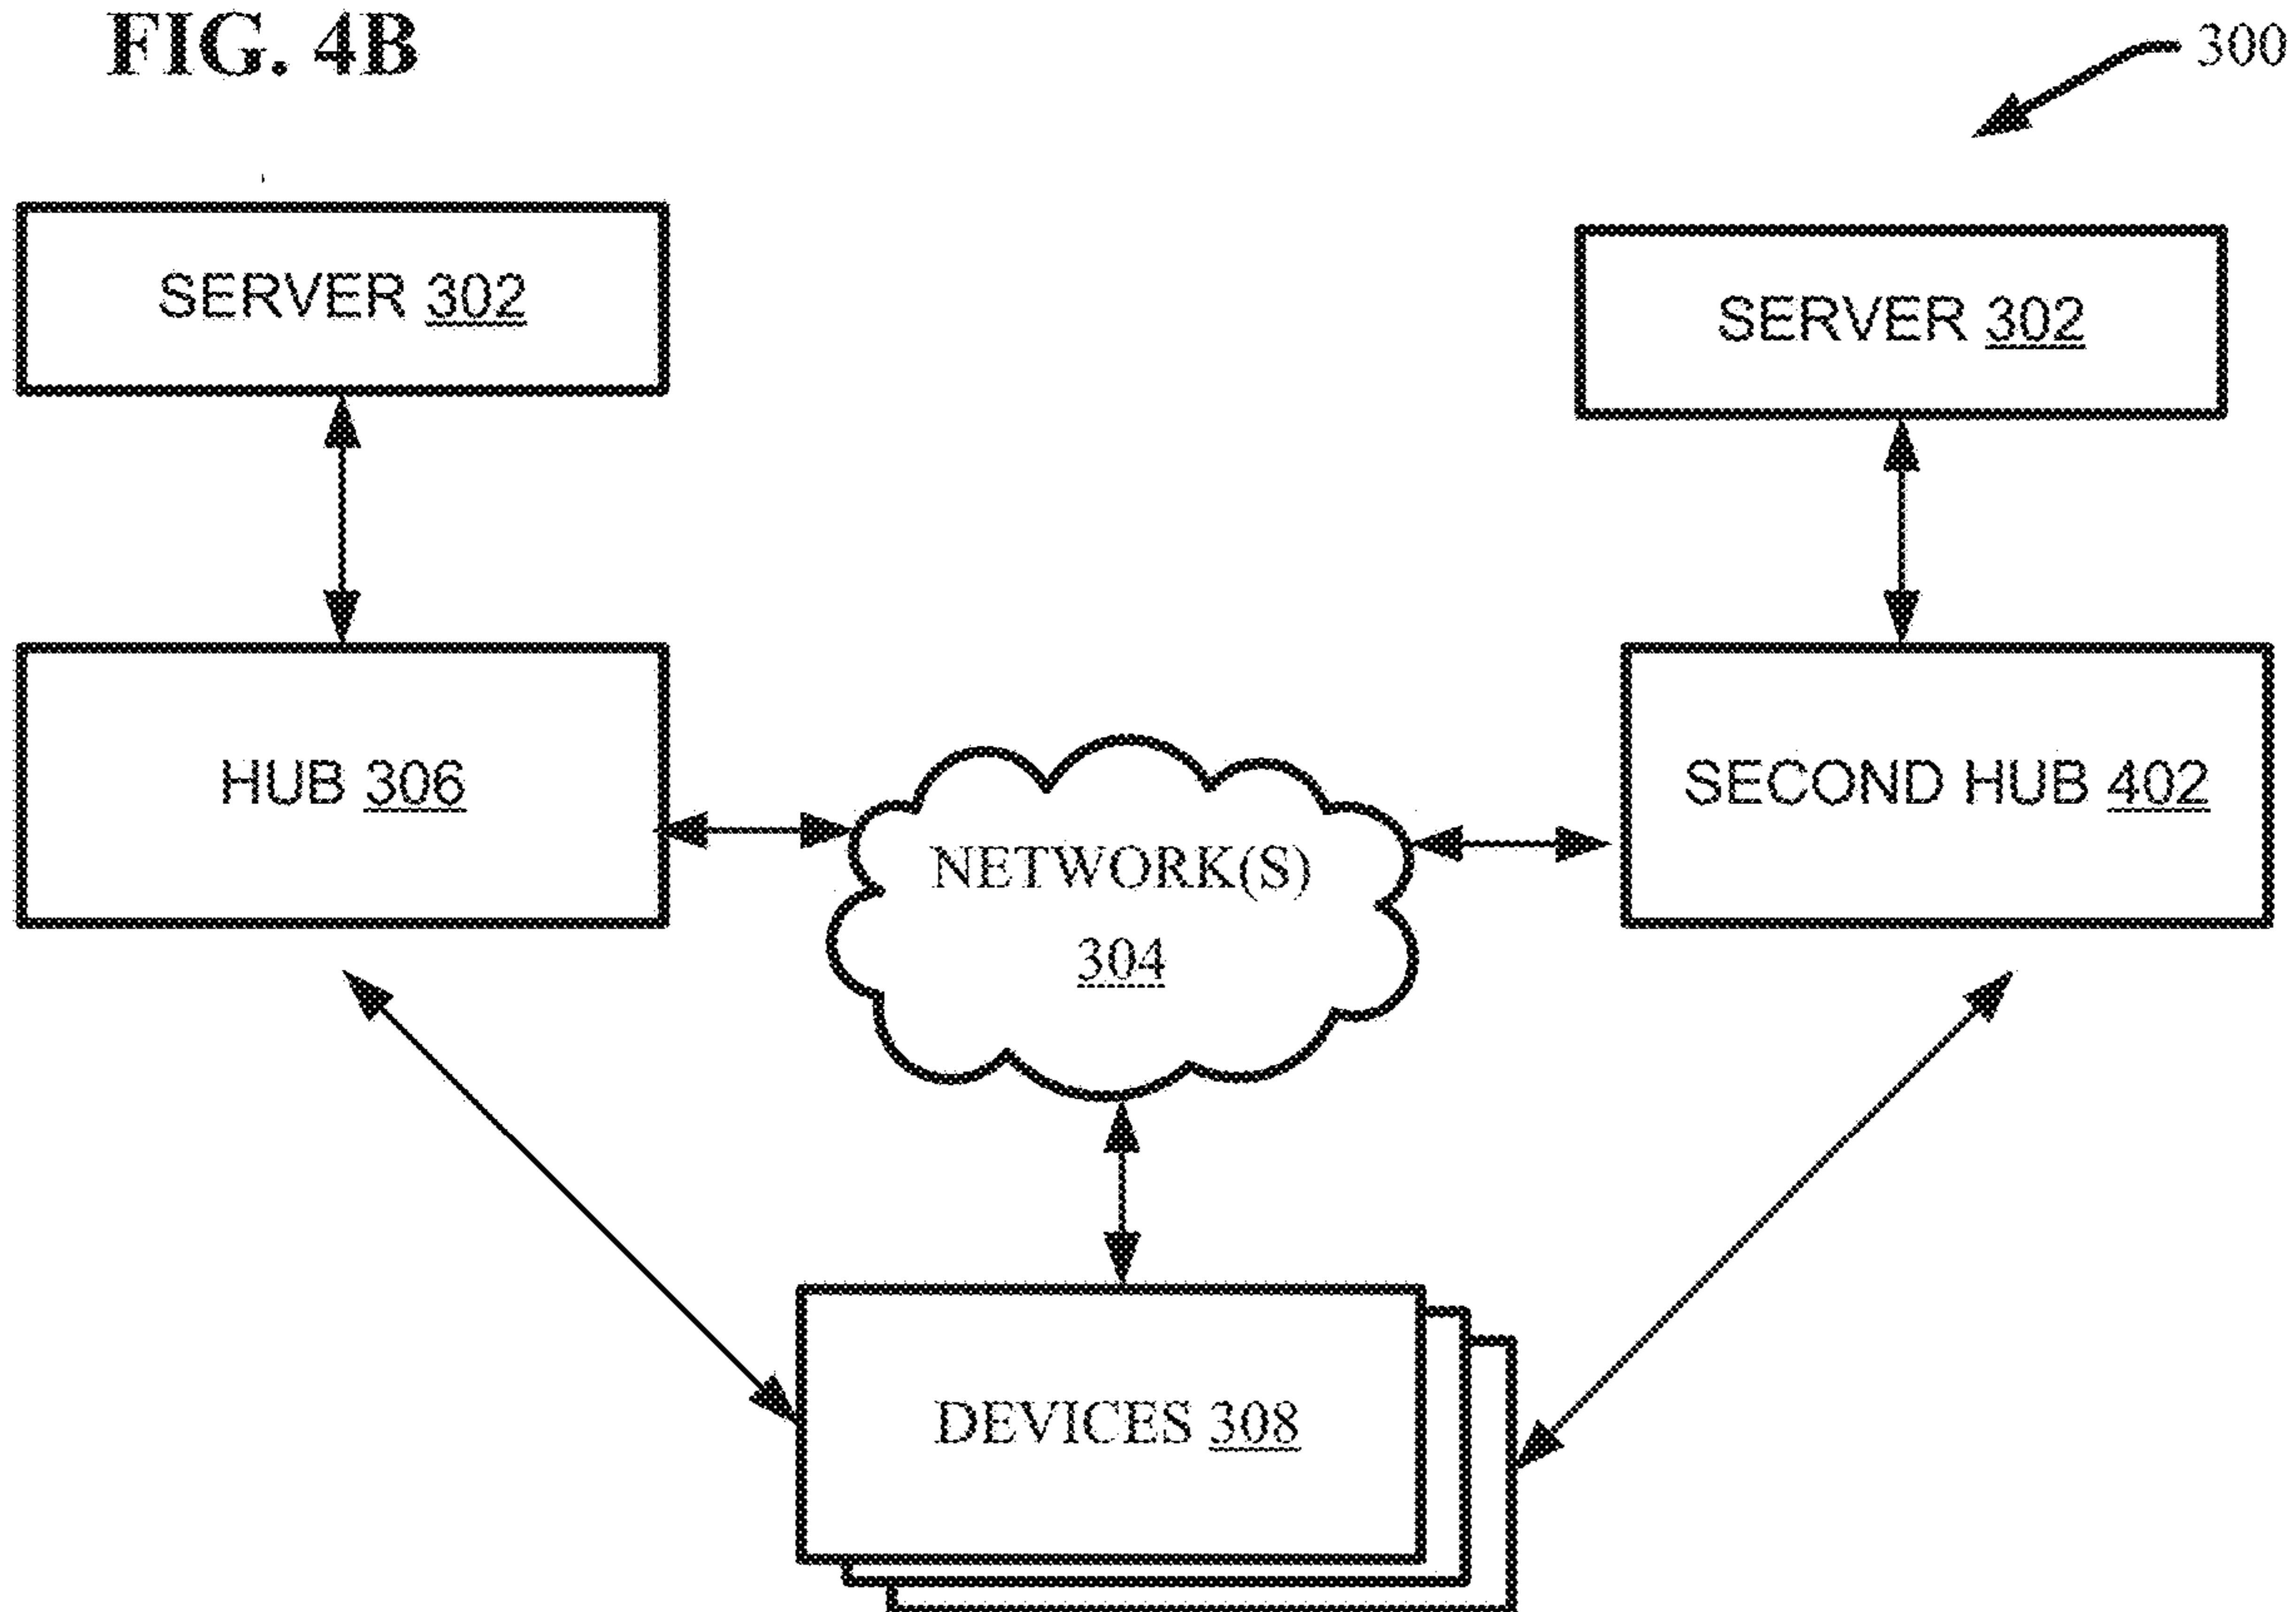 FIG. 4B
300
SERVER 302
SERVER 302
HUB 306
SECOND HUB 402
NETWORK(S)
304
DEVICES 308